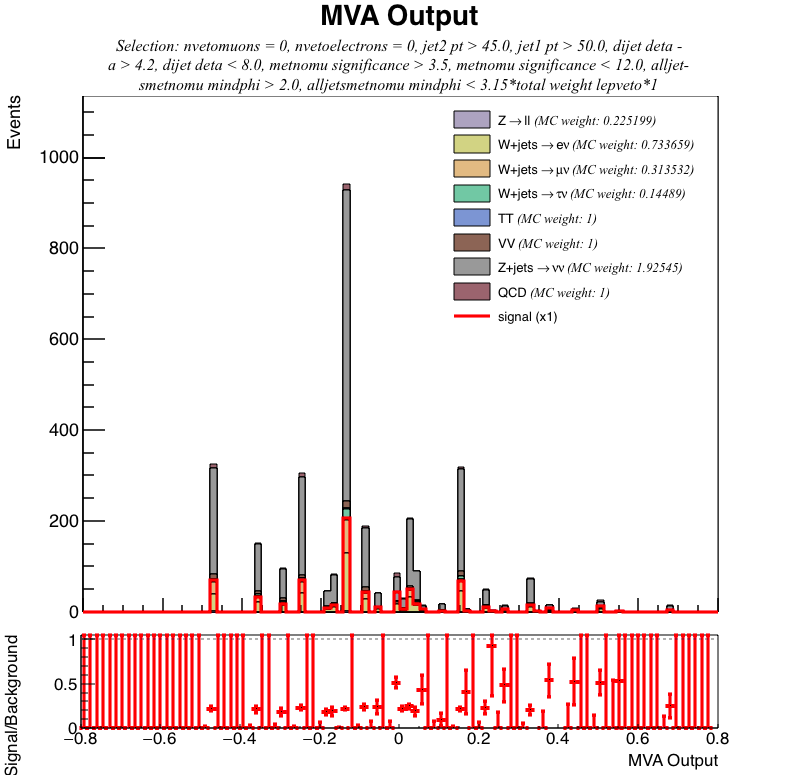 MVA Output
Selection: nvetomuons = 0, nvetoelectrons = 0, jet2 pt > 45.0, jet1 pt > 50.0, dijet deta -
a > 4.2, dijet deta < 8.0, metnomu significance > 3.5, metnomu significance < 12.0, alljet-
smetnomu mindphi > 2.0, alljetsmetnomu mindphi < 3.15*total weight lepveto*1
Events
1000
800
600
400
200
0
Z→ll (MC weight: 0.225199)
W+jets→eν (MC weight: 0.733659)
W+jets→μν (MC weight: 0.313532)
W+jets→τν (MC weight: 0.14489)
TT (MC weight: 1)
VV (MC weight: 1)
Z+jets→νν (MC weight: 1.92545)
QCD (MC weight: 1)
signal (x1)
Signal/Background
1
0.5
0
−0.8 −0.6 −0.4 −0.2 0 0.2 0.4 0.6 0.8
MVA Output